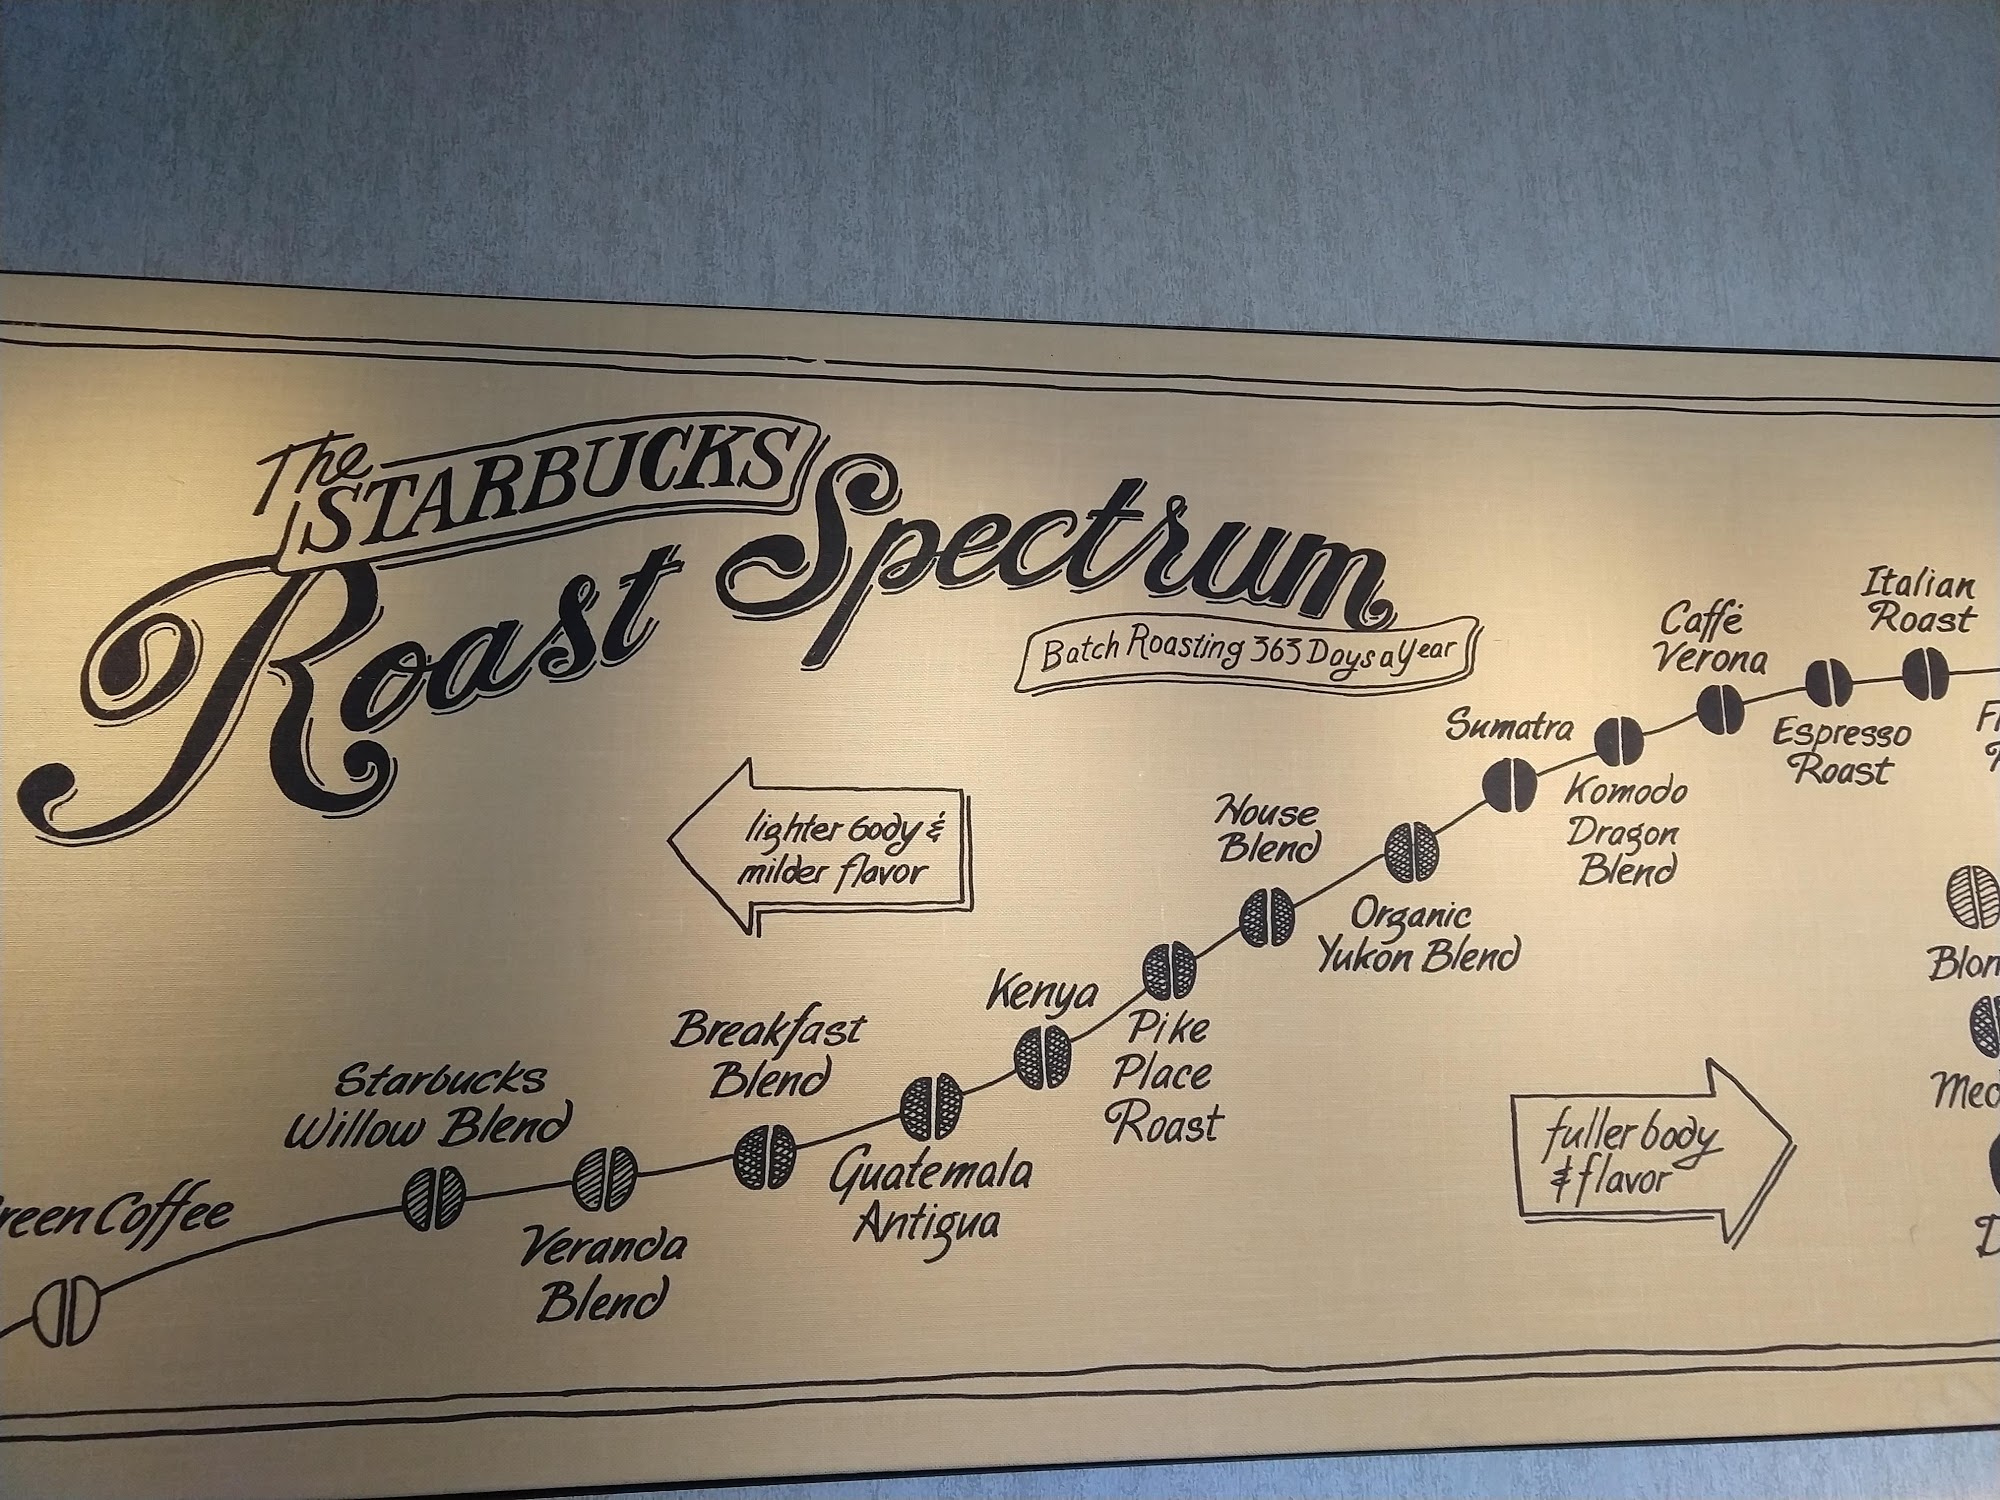 The
STARBUCKS
Roast Spectrum
Batch Roasting 363 Days a Year
lighter body &
milder flavor
Coffee
Starbucks
Willow Blend
Veranda
Blend
Breakfast
Blend
Guatemala
Antigua
Kenya
Pike
Place
Roast
House
Blend
Organic
Yukon Blend
Sumatra
Komodo
Dragon
Blend
Caffé
Verona
Espresso
Roast
Italian
Roast
fuller body
& flavor